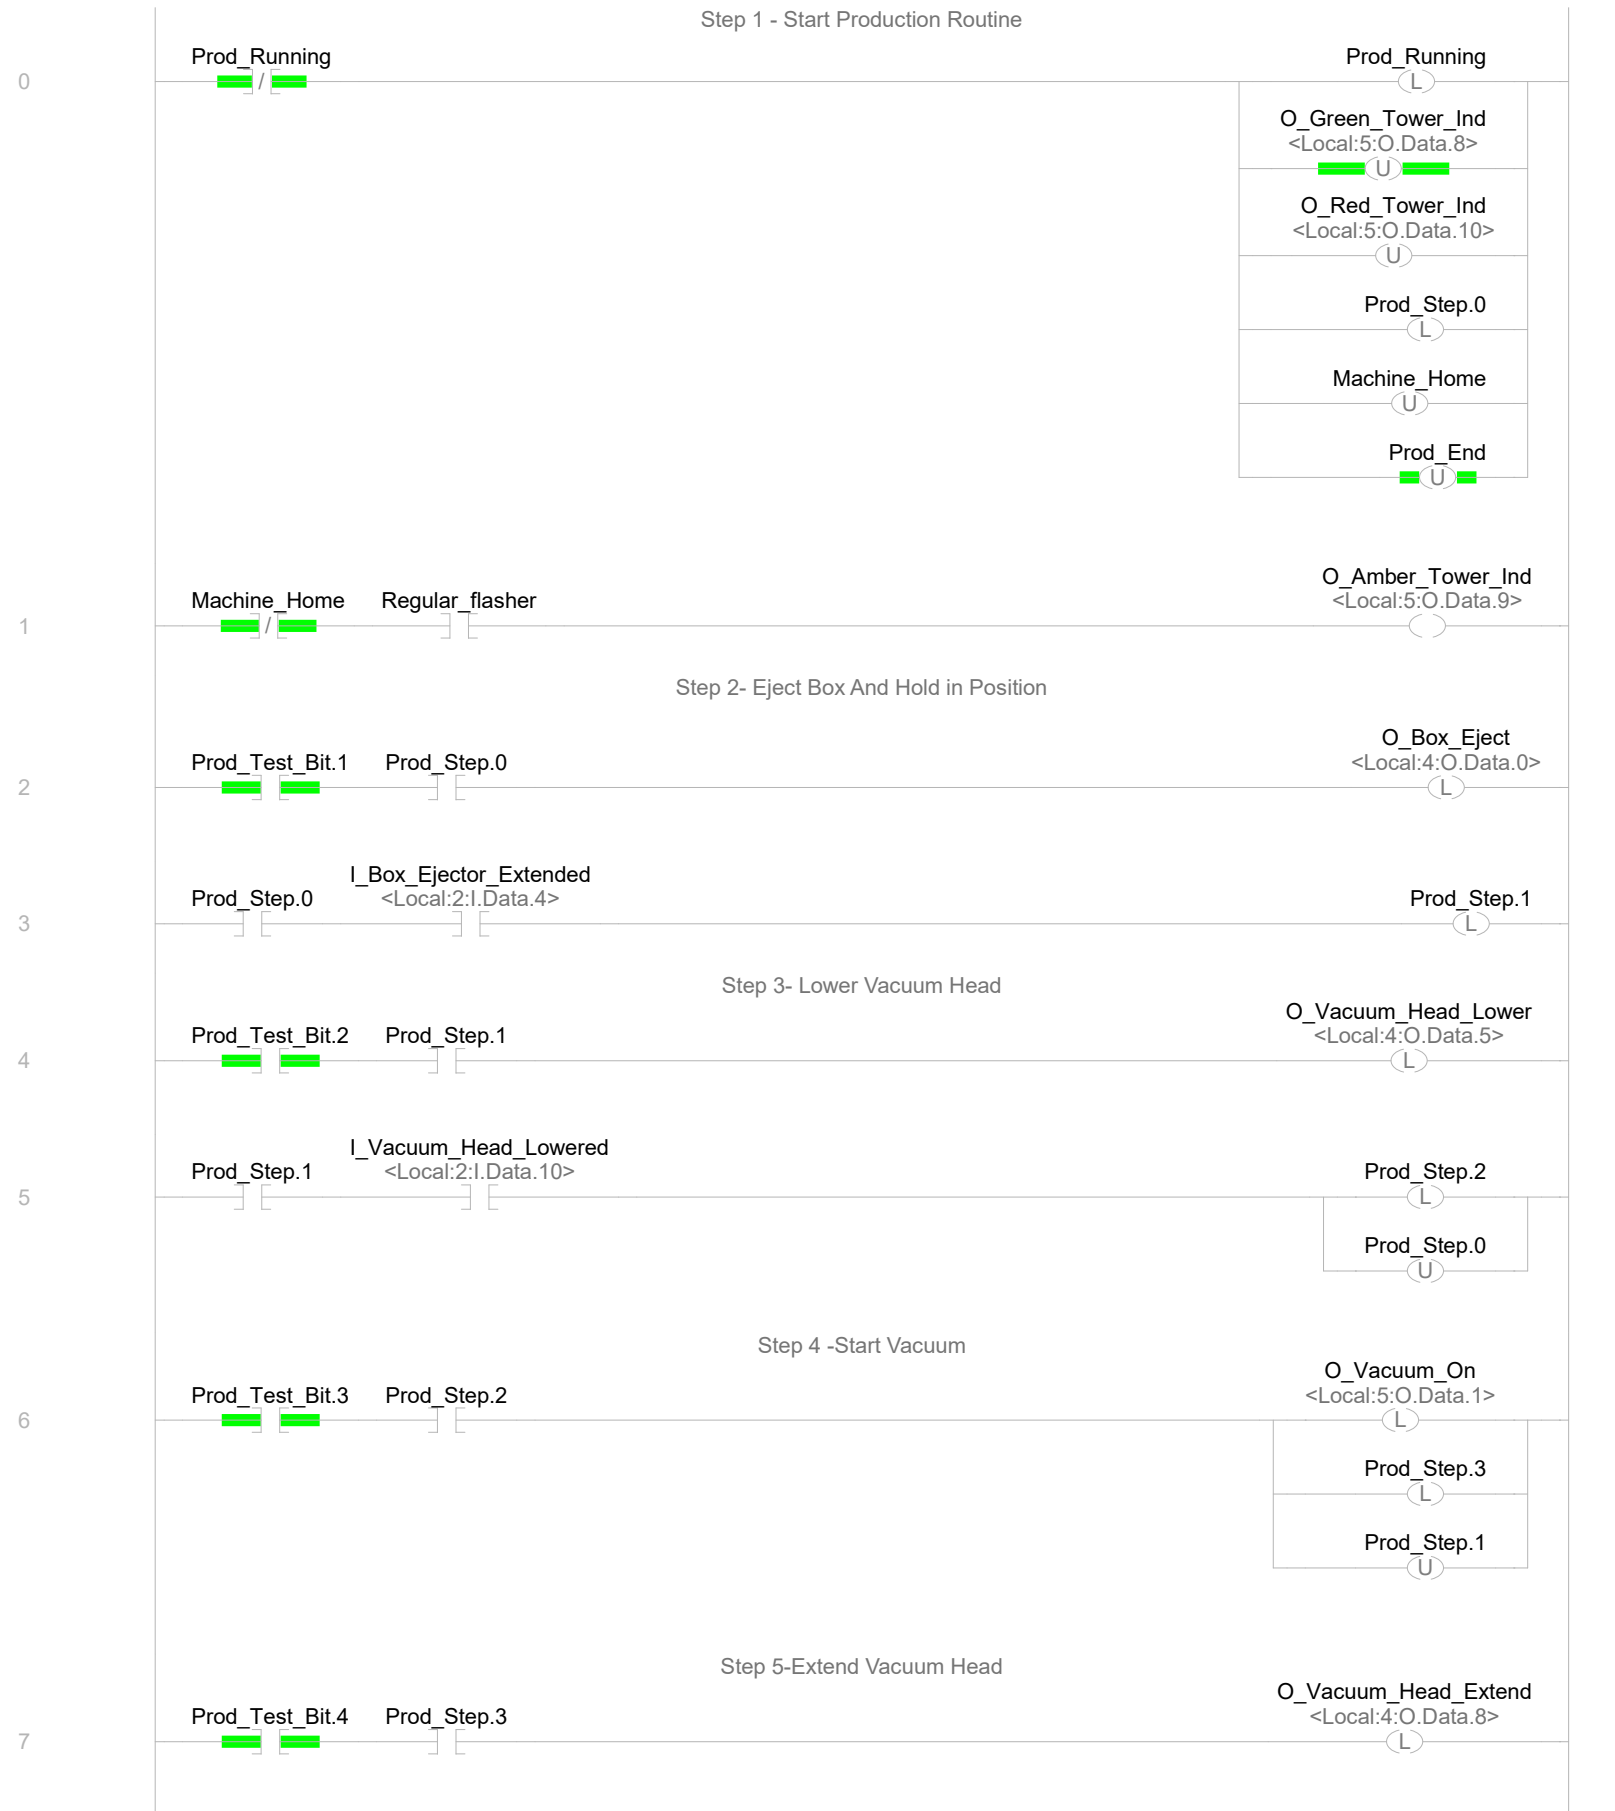 Step 1 - Start Production Routine
Prod_Running
Prod_Running
0
/
L
O_Green_Tower_Ind
<Local:5:O.Data.8>
U
O_Red_Tower_Ind
<Local:5:O.Data.10>
U
Prod_Step.0
L
Machine_Home
U
Prod_End
U
O_Amber_Tower_Ind
<Local:5:O.Data.9>
Machine_Home
Regular_flasher
1
/
Step 2- Eject Box And Hold in Position
O_Box_Eject
<Local:4:O.Data.0>
Prod_Test_Bit.1
Prod_Step.0
2
L
I_Box_Ejector_Extended
<Local:2:I.Data.4>
Prod_Step.0
Prod_Step.1
3
L
Step 3- Lower Vacuum Head
O_Vacuum_Head_Lower
<Local:4:O.Data.5>
Prod_Test_Bit.2
Prod_Step.1
4
L
I_Vacuum_Head_Lowered
<Local:2:I.Data.10>
Prod_Step.1
Prod_Step.2
5
L
Prod_Step.0
U
Step 4 -Start Vacuum
O_Vacuum_On
<Local:5:O.Data.1>
Prod_Test_Bit.3
Prod_Step.2
6
L
Prod_Step.3
L
Prod_Step.1
U
Step 5-Extend Vacuum Head
O_Vacuum_Head_Extend
<Local:4:O.Data.8>
Prod_Test_Bit.4
Prod_Step.3
7
L